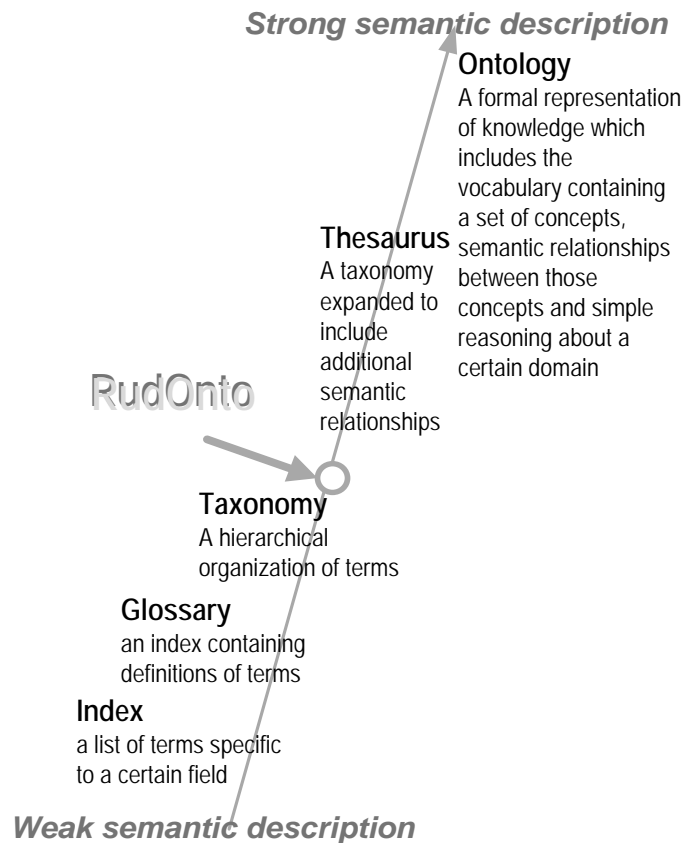 Strong semantic description
Ontology
A formal representation
of knowledge which
includes the
vocabulary containing
a set of concepts,
semantic relationships
between those
concepts and simple
reasoning about a
certain domain
Thesaurus
A taxonomy
expanded to
include
additional
semantic
relationships
RudOnto
Taxonomy
A hierarchical
organization of terms
Glossary
an index containing
definitions of terms
Index
a list of terms specific
to a certain field
Weak semantic description